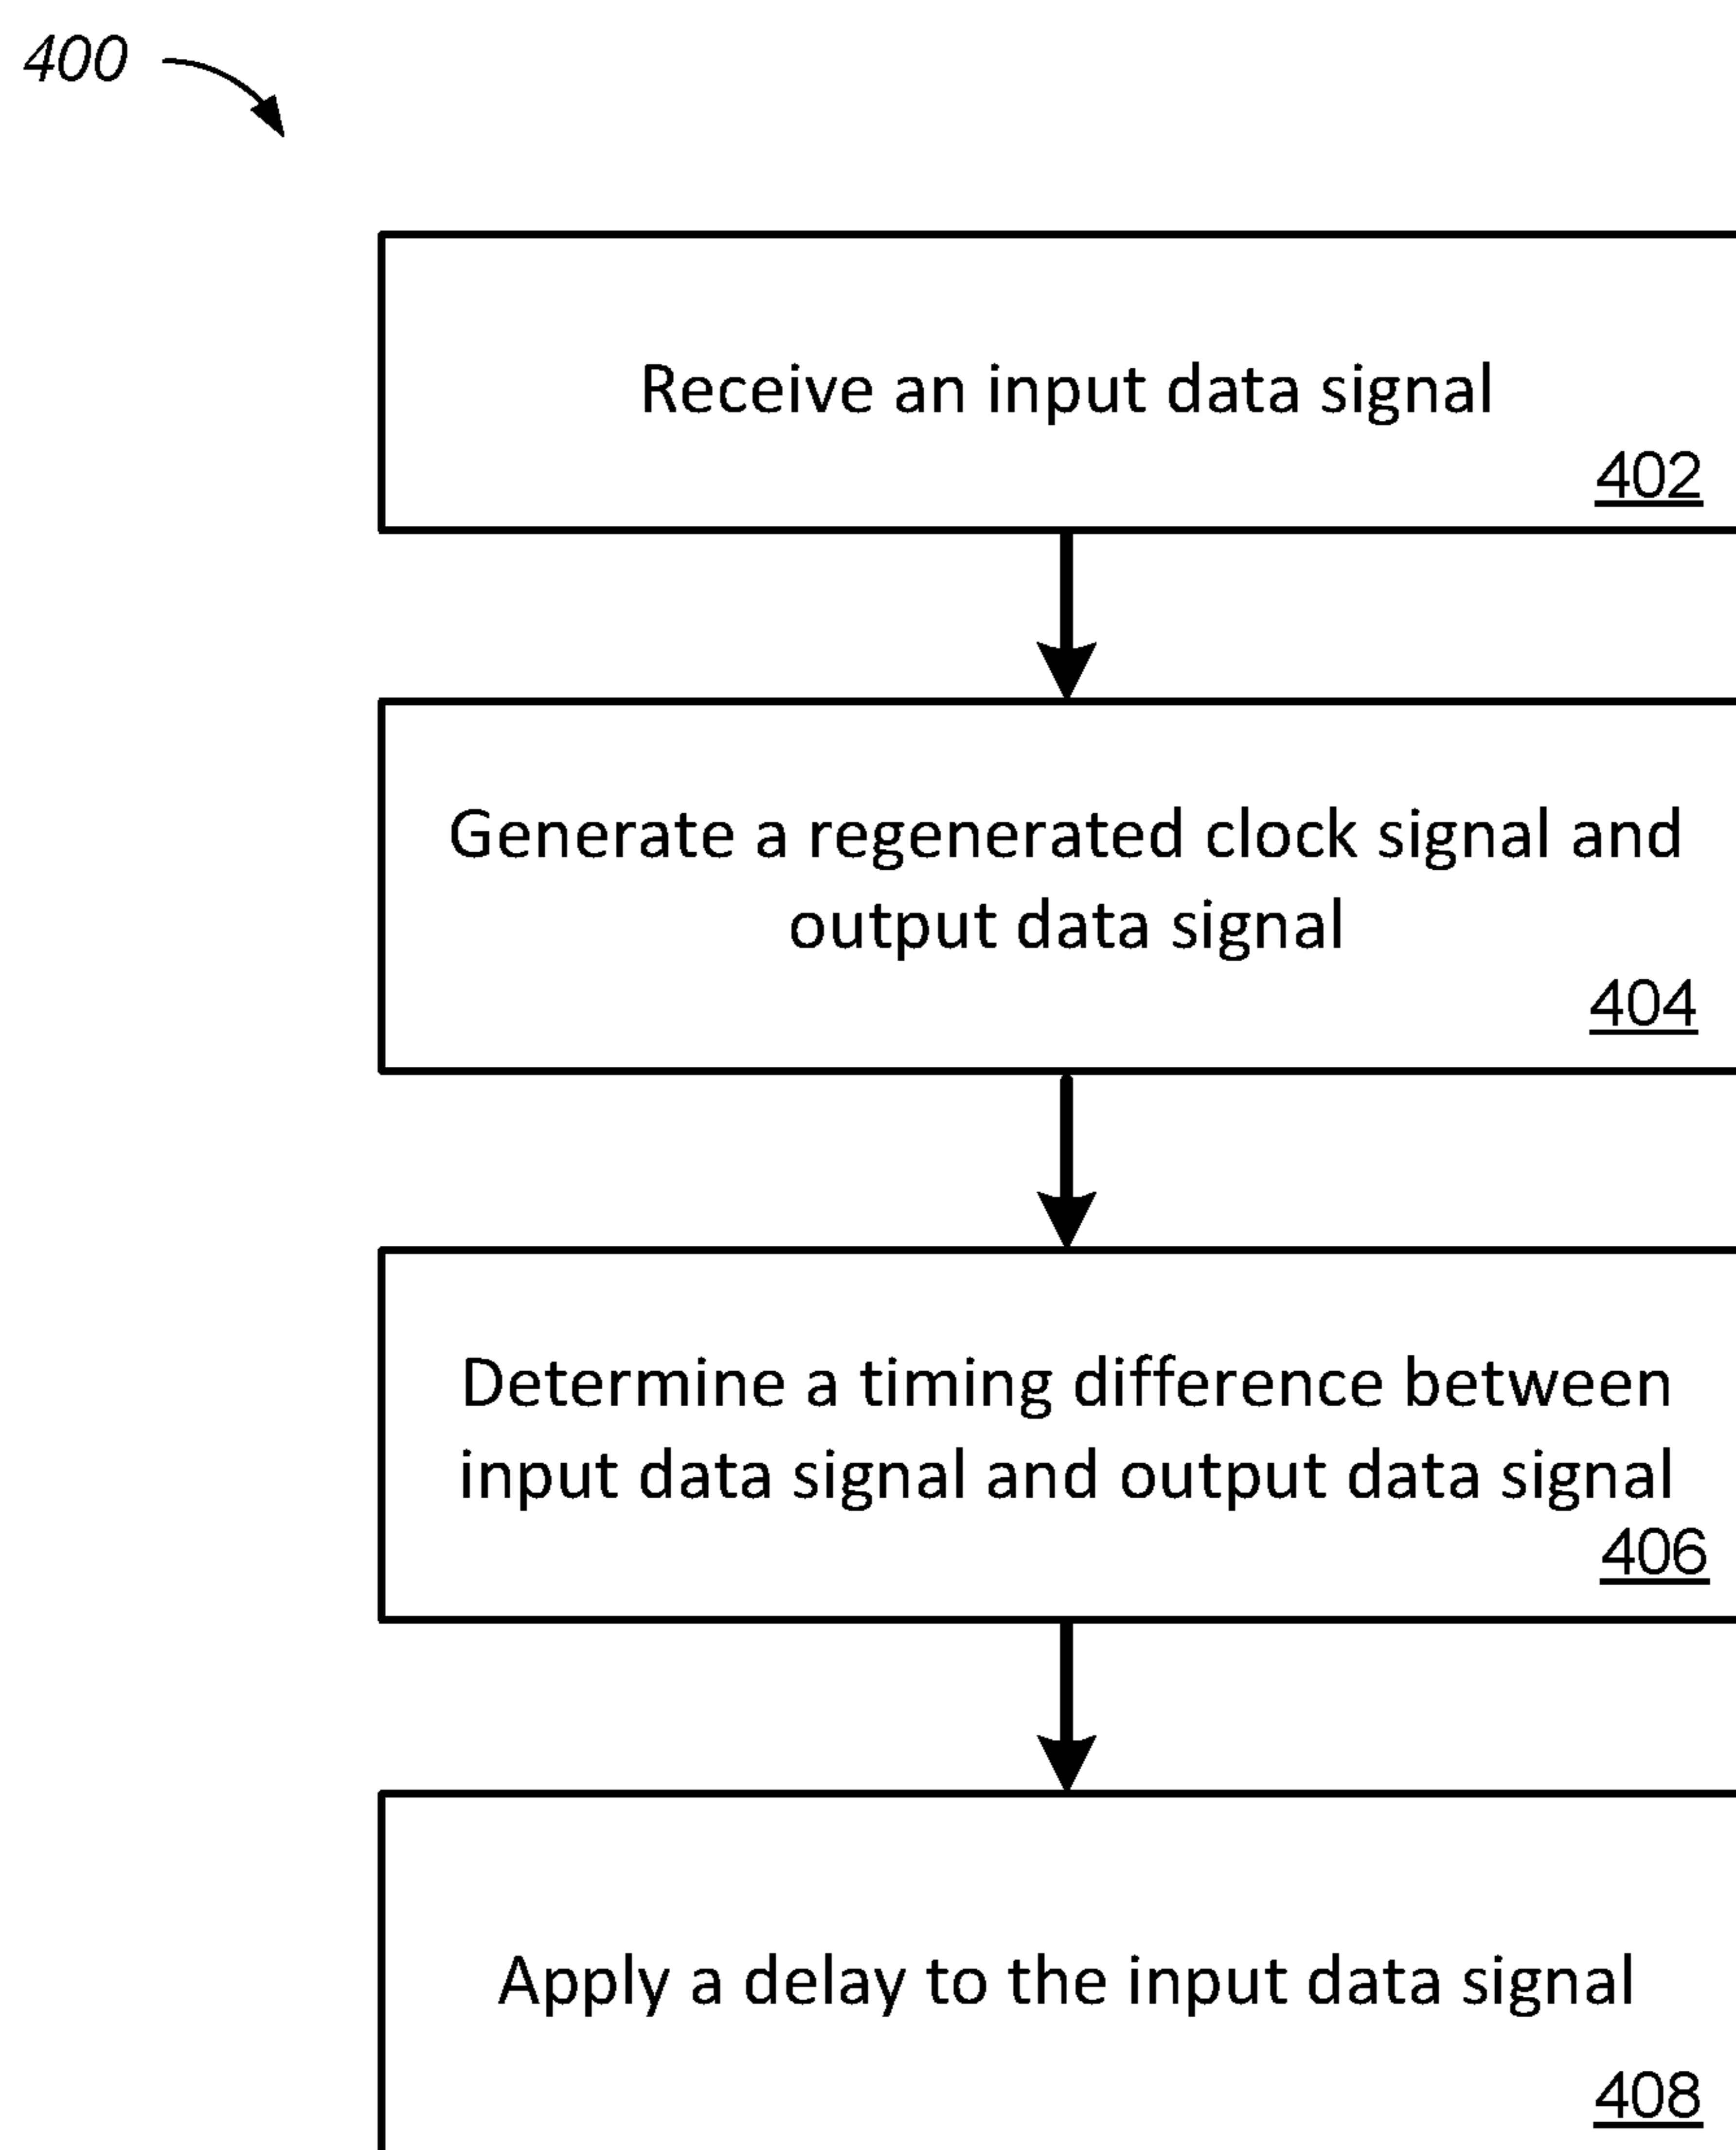 400
Receive an input data signal
402
Generate a regenerated clock signal and
output data signal
404
Determine a timing difference between
input data signal and output data signal
406
Apply a delay to the input data signal
408